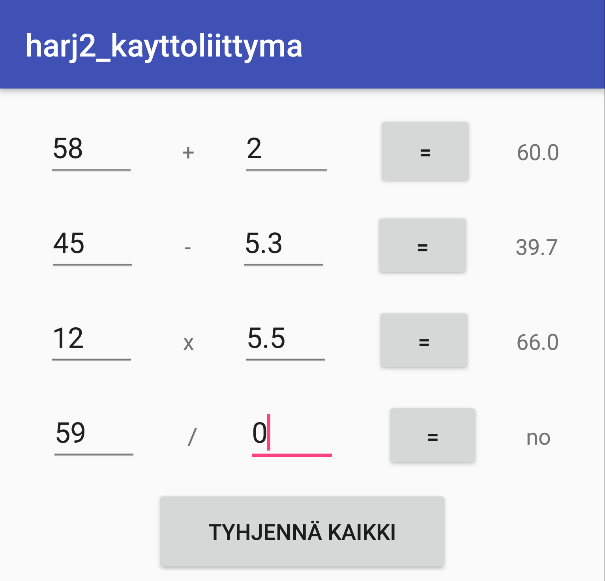 harj2_kayttoliittyma
58 + 2 = 60.0
45 - 5.3 = 39.7
12 x 5.5 = 66.0
59 / 0 = no
TYHJENNÄ KAIKKI